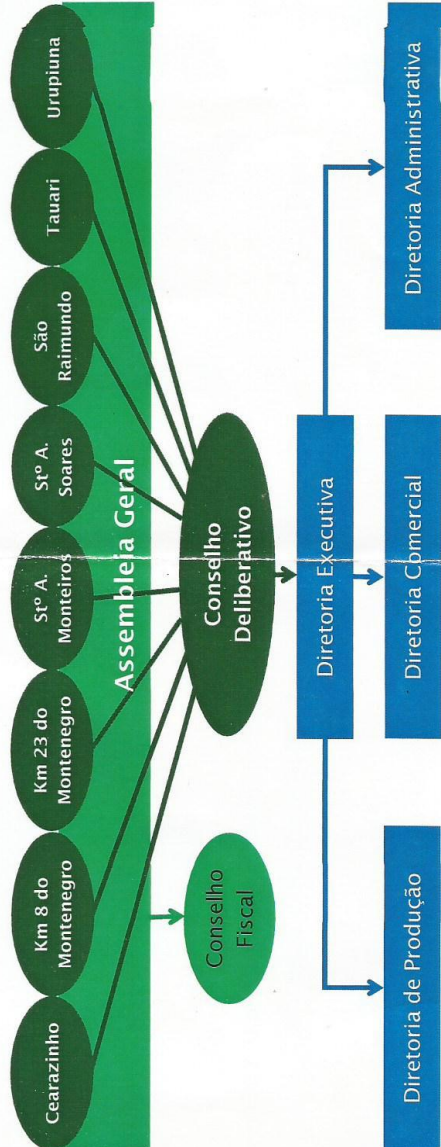 Cearazinho
Km 8 do
Montenegro
Km 23 do
Montenegro
Stº A.
Monteiros
Stº A.
Soares
São
Raimundo
Tauari
Urupiuna
Assembleia Geral
Conselho
Fiscal
Conselho
Deliberativo
Diretoria Executiva
Diretoria de Produção
Diretoria Comercial
Diretoria Administrativa